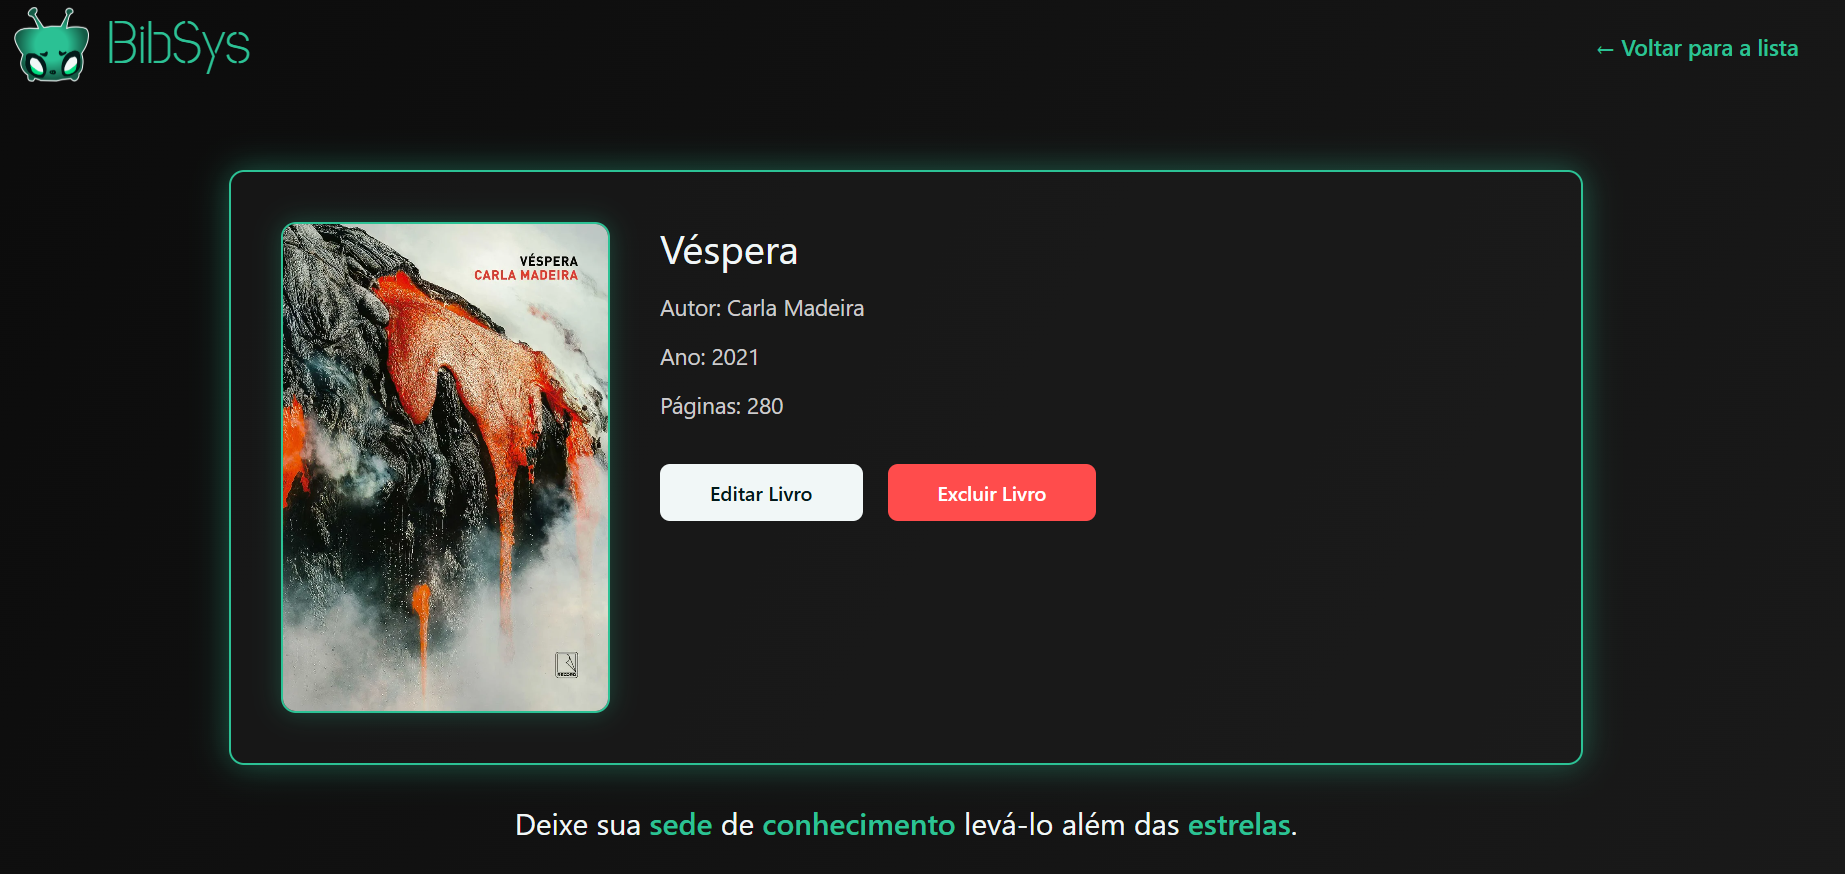 BibSys
← Voltar para a lista
VÉSPERA
CARLA MADEIRA
RECORD
Véspera
Autor: Carla Madeira
Ano: 2021
Páginas: 280
Editar Livro
Excluir Livro
Deixe sua sede de conhecimento levá-lo além das estrelas.